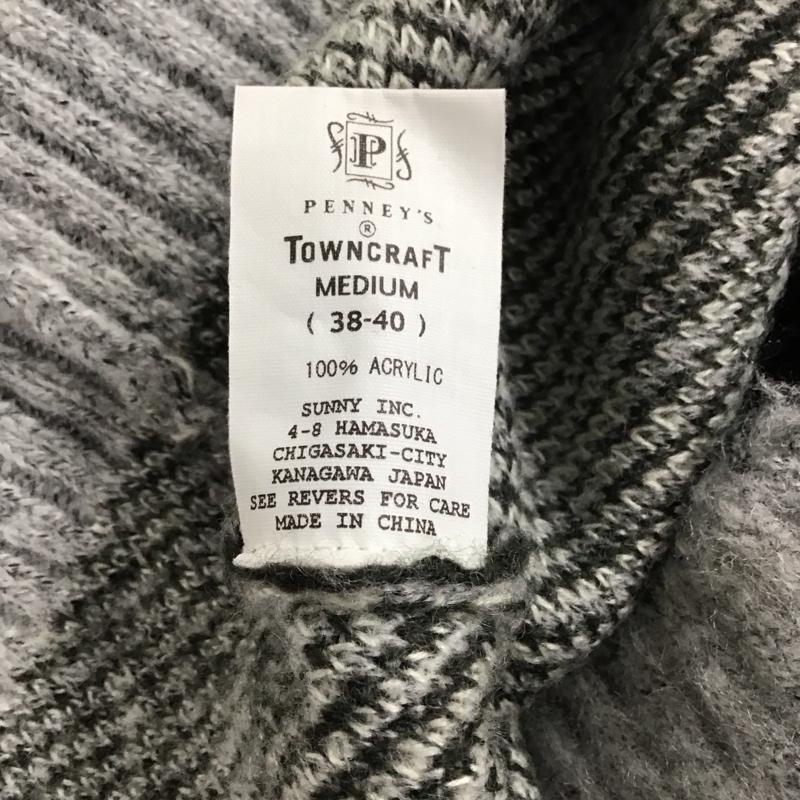 P
PENNEY'S
®
TOWNCRAFT
MEDIUM
( 38-40 )
100% ACRYLIC
SUNNY INC.
4-8 HAMASUKA
CHIGASAKI-CITY
KANAGAWA JAPAN
SEE REVERS FOR CARE
MADE IN CHINA